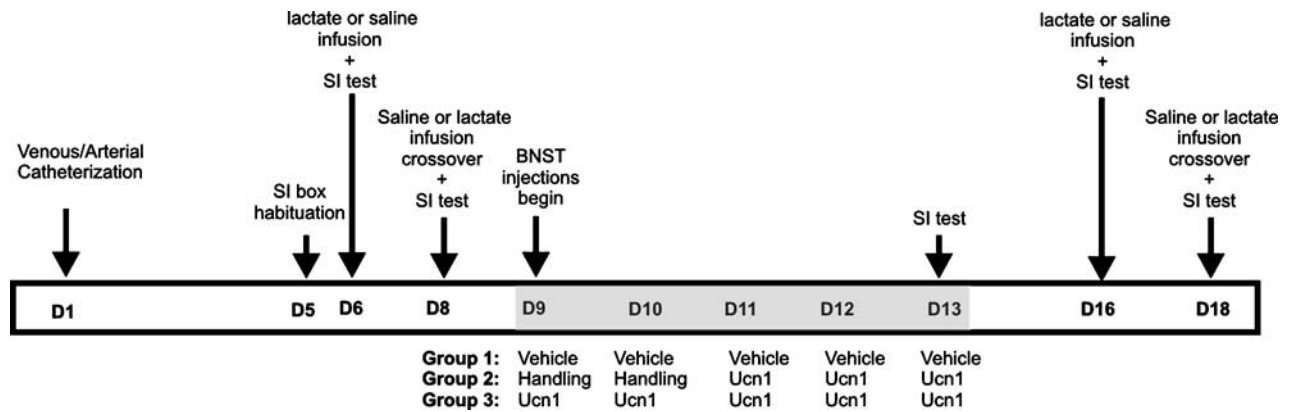 lactate or saline
infusion
+
SI test
lactate or saline
infusion
+
SI test
Venous/Arterial
Catheterization
SI box
habituation
Saline or lactate
infusion
crossover
+
SI test
BNST
injections
begin
SI test
Saline or lactate
infusion
crossover
+
SI test
D1 D5 D6 D8 D9 D10 D11 D12 D13 D16 D18
Group 1: Vehicle Vehicle Vehicle Vehicle Vehicle
Group 2: Handling Handling Ucn1 Ucn1 Ucn1
Group 3: Ucn1 Ucn1 Ucn1 Ucn1 Ucn1